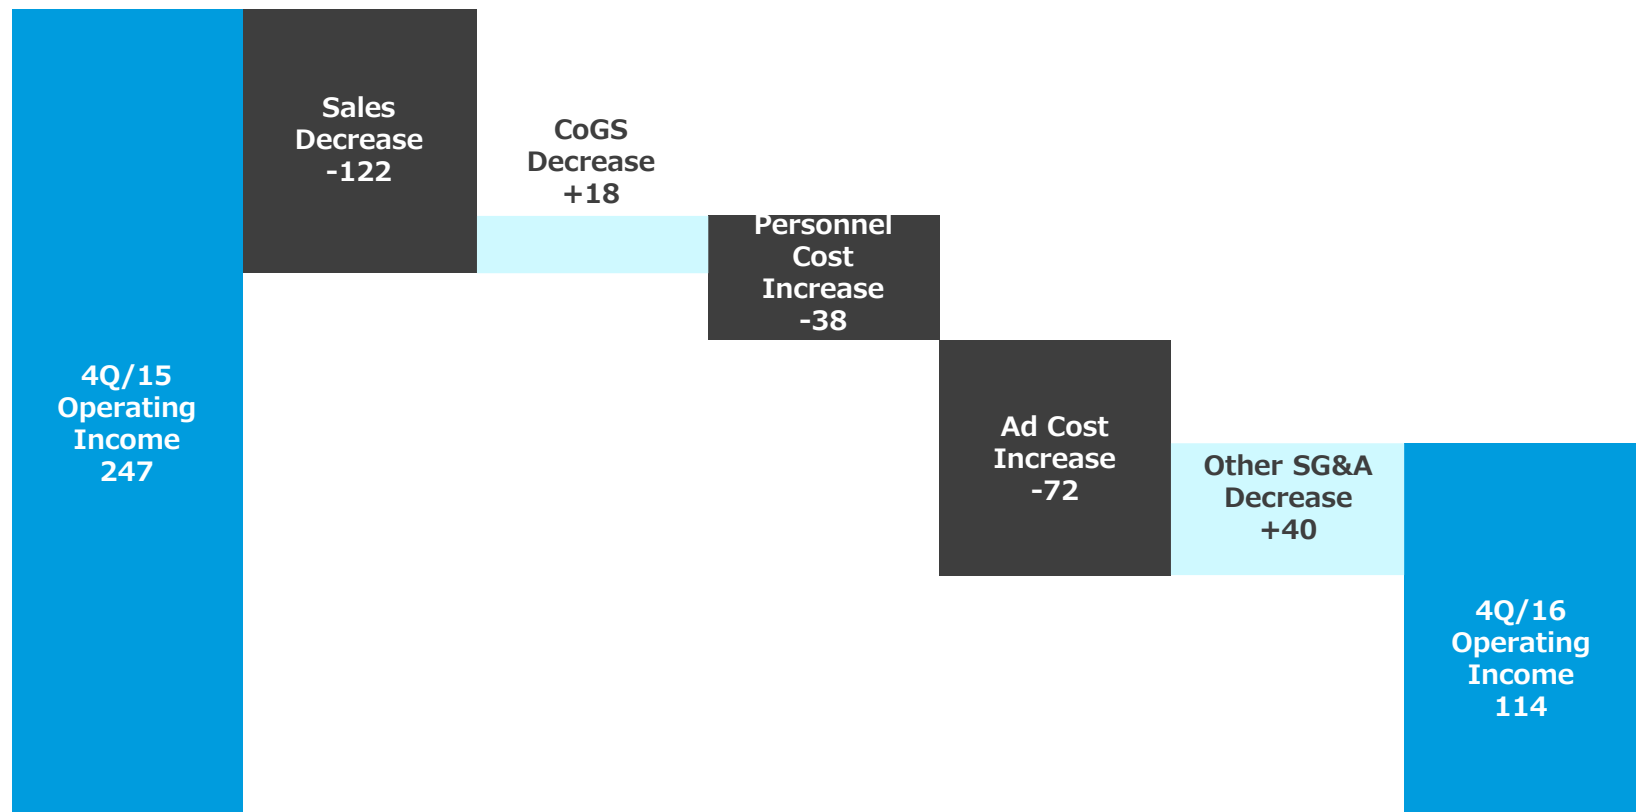 Sales
Decrease
-122
CoGS
Decrease
+18
Personnel
Cost
Increase
-38
4Q/15
Operating
Income
247
Ad Cost
Increase
-72
Other SG&A
Decrease
+40
4Q/16
Operating
Income
114